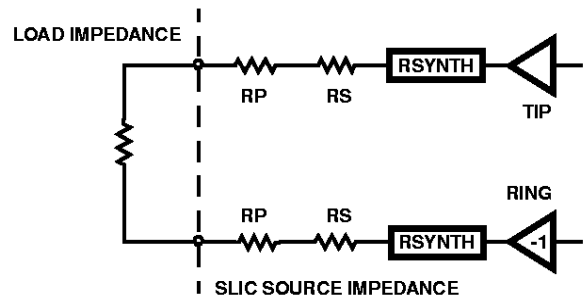 LOAD IMPEDANCE
RP
RS
RSYNTH
TIP
RP
RS
RSYNTH
RING
-1
SLIC SOURCE IMPEDANCE